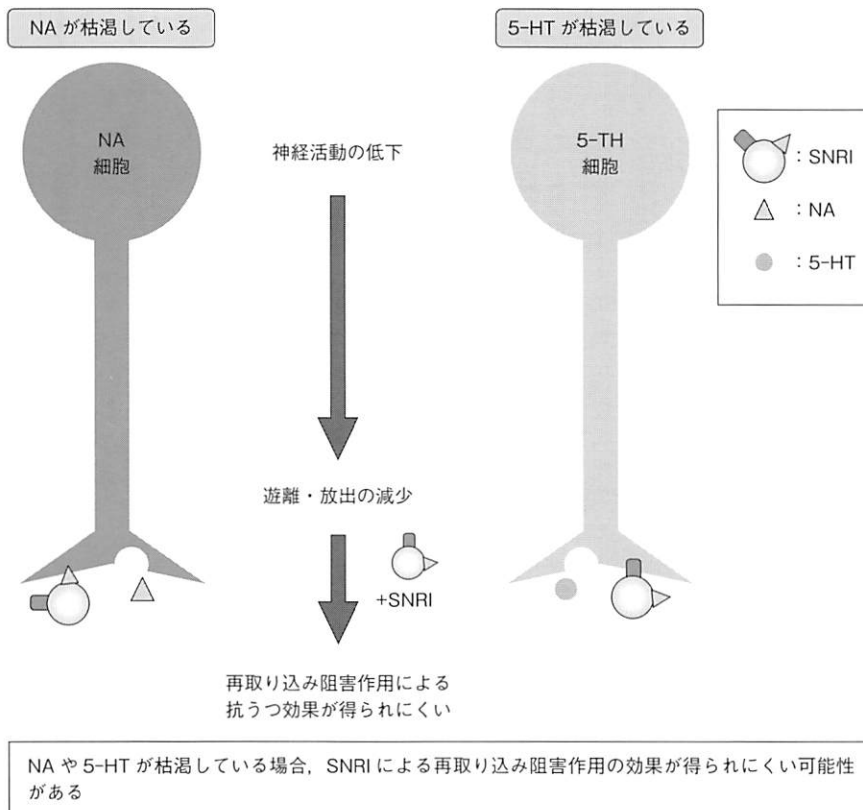 NA が枯渇している
5-HT が枯渇している
NA
細胞
神経活動の低下
5-TH
細胞
：SNRI
：NA
：5-HT
遊離・放出の減少
+SNRI
再取り込み阻害作用による
抗うつ効果が得られにくい
NA や 5-HT が枯渇している場合，SNRI による再取り込み阻害作用の効果が得られにくい可能性
がある